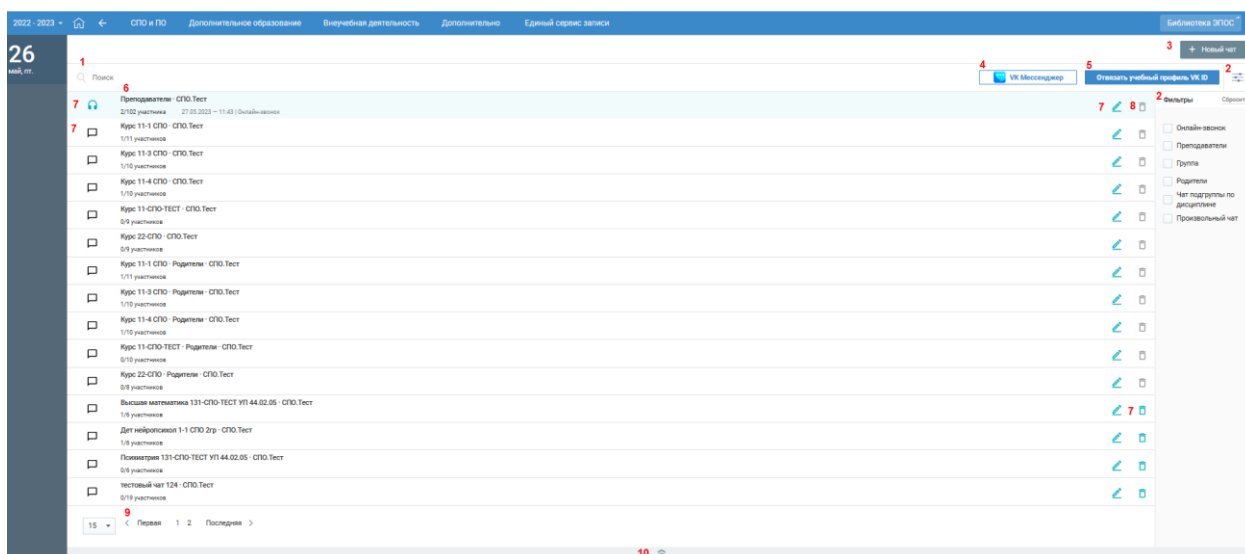 2022 - 2023 СПО и ПО Дополнительное образование Внеучебная деятельность Дополнительно Единый сервис записи Библиотека ЭПОС
26
май, пт.
3 + Новый чат
1 4 5 2
Поиск VK Мессенджер Отвязать учебный профиль VK ID
6
7 Преподаватели · СПО.Тест 7 8
2/102 участника 27.05.2023 — 11:43 | Онлайн-звонок
2 Фильтры Сбросить
7 Курс 11-1 СПО · СПО.Тест
1/11 участников
Онлайн-звонок
Преподаватели
Группа
Родители
Чат подгруппы по
дисциплине
Произвольный чат
Курс 11-3 СПО · СПО.Тест
1/10 участников
Курс 11-4 СПО · СПО.Тест
1/10 участников
Курс 11-СПО-ТЕСТ · СПО.Тест
0/9 участников
Курс 22-СПО · СПО.Тест
0/9 участников
Курс 11-1 СПО · Родители · СПО.Тест
1/11 участников
Курс 11-3 СПО · Родители · СПО.Тест
1/10 участников
Курс 11-4 СПО · Родители · СПО.Тест
1/10 участников
Курс 11-СПО-ТЕСТ · Родители · СПО.Тест
0/10 участников
Курс 22-СПО · Родители · СПО.Тест
0/8 участников
Высшая математика 131-СПО-ТЕСТ УП 44.02.05 · СПО.Тест 7
1/6 участников
Дет нейропсихол 1-1 СПО 2гр · СПО.Тест
1/6 участников
Психиатрия 131-СПО-ТЕСТ УП 44.02.05 · СПО.Тест
0/6 участников
тестовый чат 124 · СПО.Тест
0/19 участников
9
15 < Первая 1 2 Последняя >
10